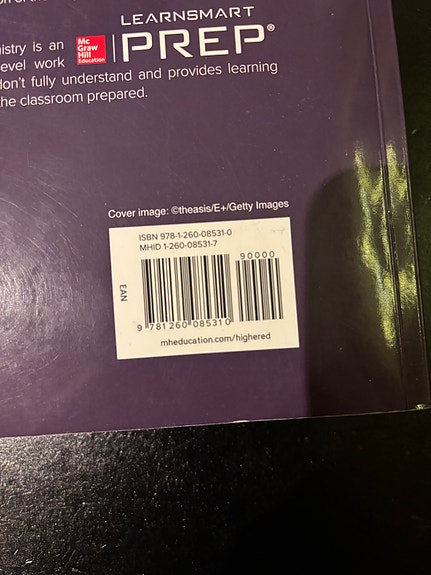 LEARNSMART
PREP®
Mc
Graw
Hill
Education
istry is an
evel work
don't fully understand and provides learning
the classroom prepared.
Cover image: ©theasis/E+/Getty Images
ISBN 978-1-260-08531-0
MHID 1-260-08531-7
90000
EAN
9 781260 085310
mheducation.com/highered